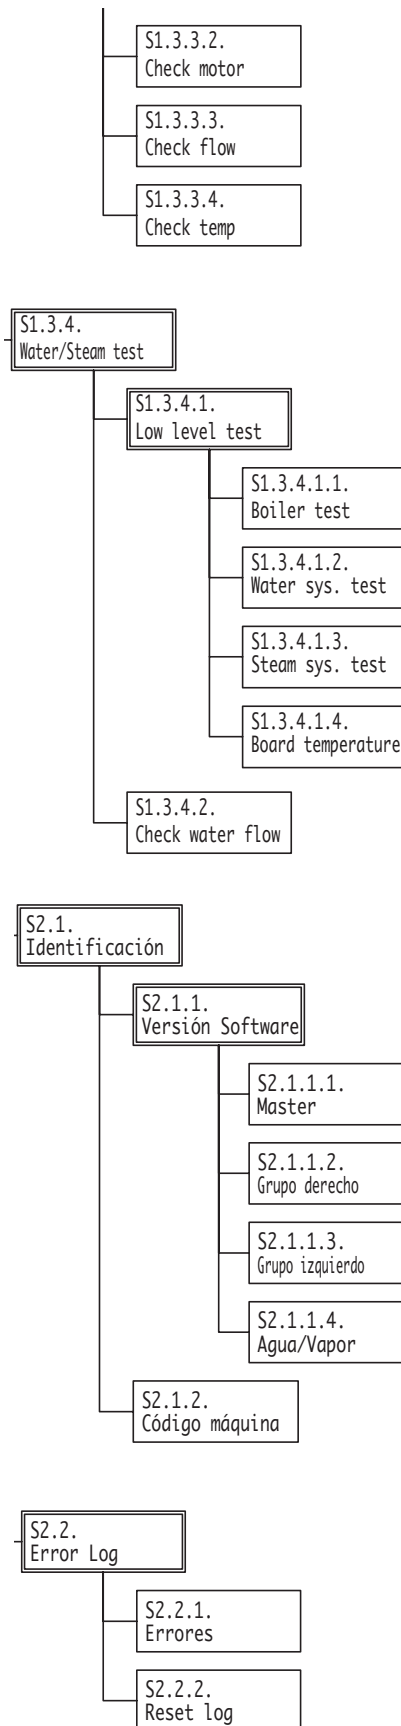 S1.3.3.2.
Check motor
S1.3.3.3.
Check flow
S1.3.3.4.
Check temp
S1.3.4.
Water/Steam test
S1.3.4.1.
Low level test
S1.3.4.1.1.
Boiler test
S1.3.4.1.2.
Water sys. test
S1.3.4.1.3.
Steam sys. test
S1.3.4.1.4.
Board temperature
S1.3.4.2.
Check water flow
S2.1.
Identificación
S2.1.1.
Versión Software
S2.1.1.1.
Master
S2.1.1.2.
Grupo derecho
S2.1.1.3.
Grupo izquierdo
S2.1.1.4.
Agua/Vapor
S2.1.2.
Código máquina
S2.2.
Error Log
S2.2.1.
Errores
S2.2.2.
Reset log